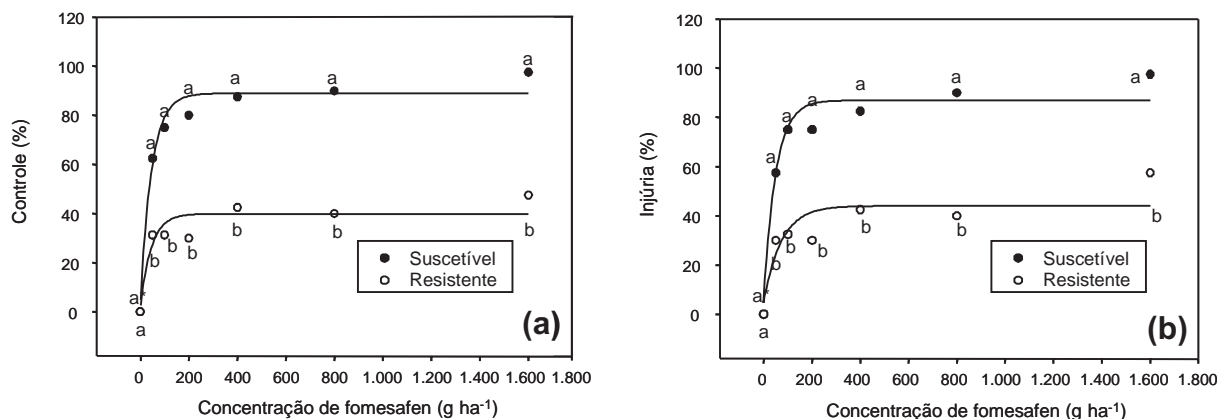 120
100
80
60
40
20
0
Controle (%)
a
a
a
a
a
a
a
a*
a
b
b
b
b
b
b
Suscetível
Resistente
(a)
0
200
400
800
1.000
1.200
1.400
1.600
1.800
Concentração de fomesafen (g ha-1)
120
100
80
60
40
20
0
Injúria (%)
a
a
a
a
a
a
a*
a
b
b
b
b
b
b
Suscetível
Resistente
(b)
0
200
400
800
1.000
1.200
1.400
1.600
1.800
Concentração de fomesafen (g ha-1)